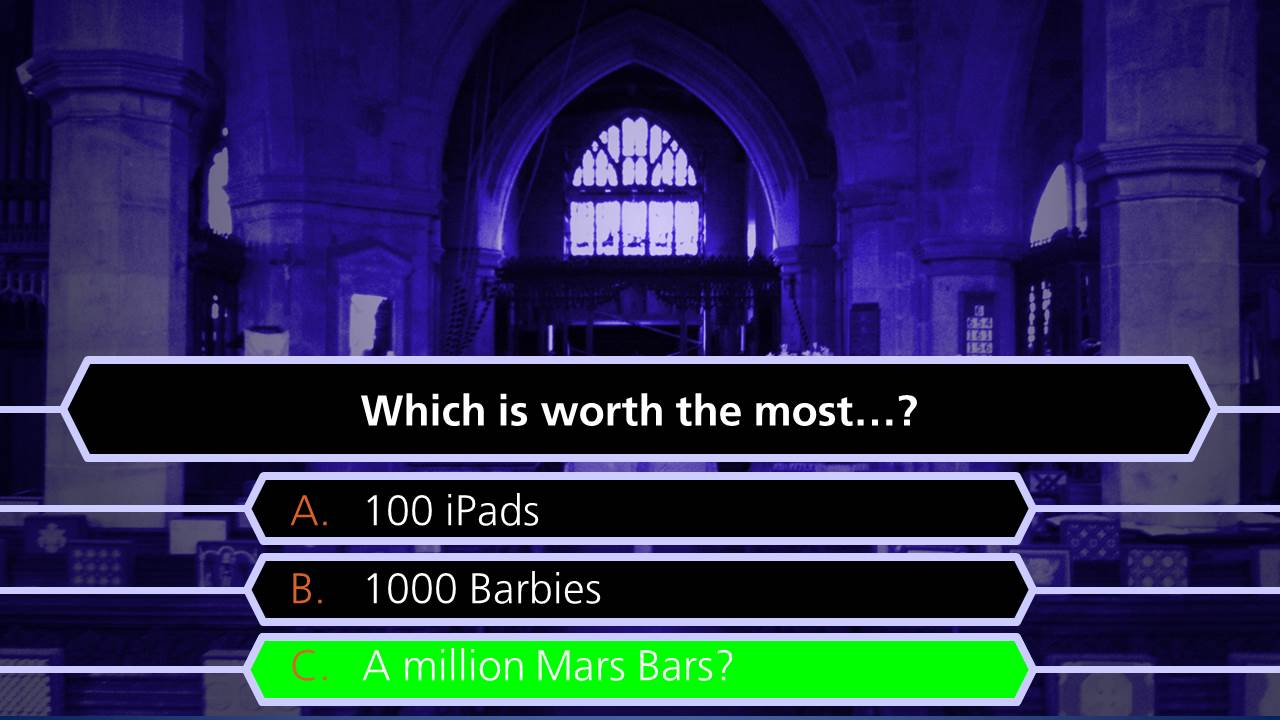 Which is worth the most...?
A. 100 iPads
B. 1000 Barbies
C. A million Mars Bars?